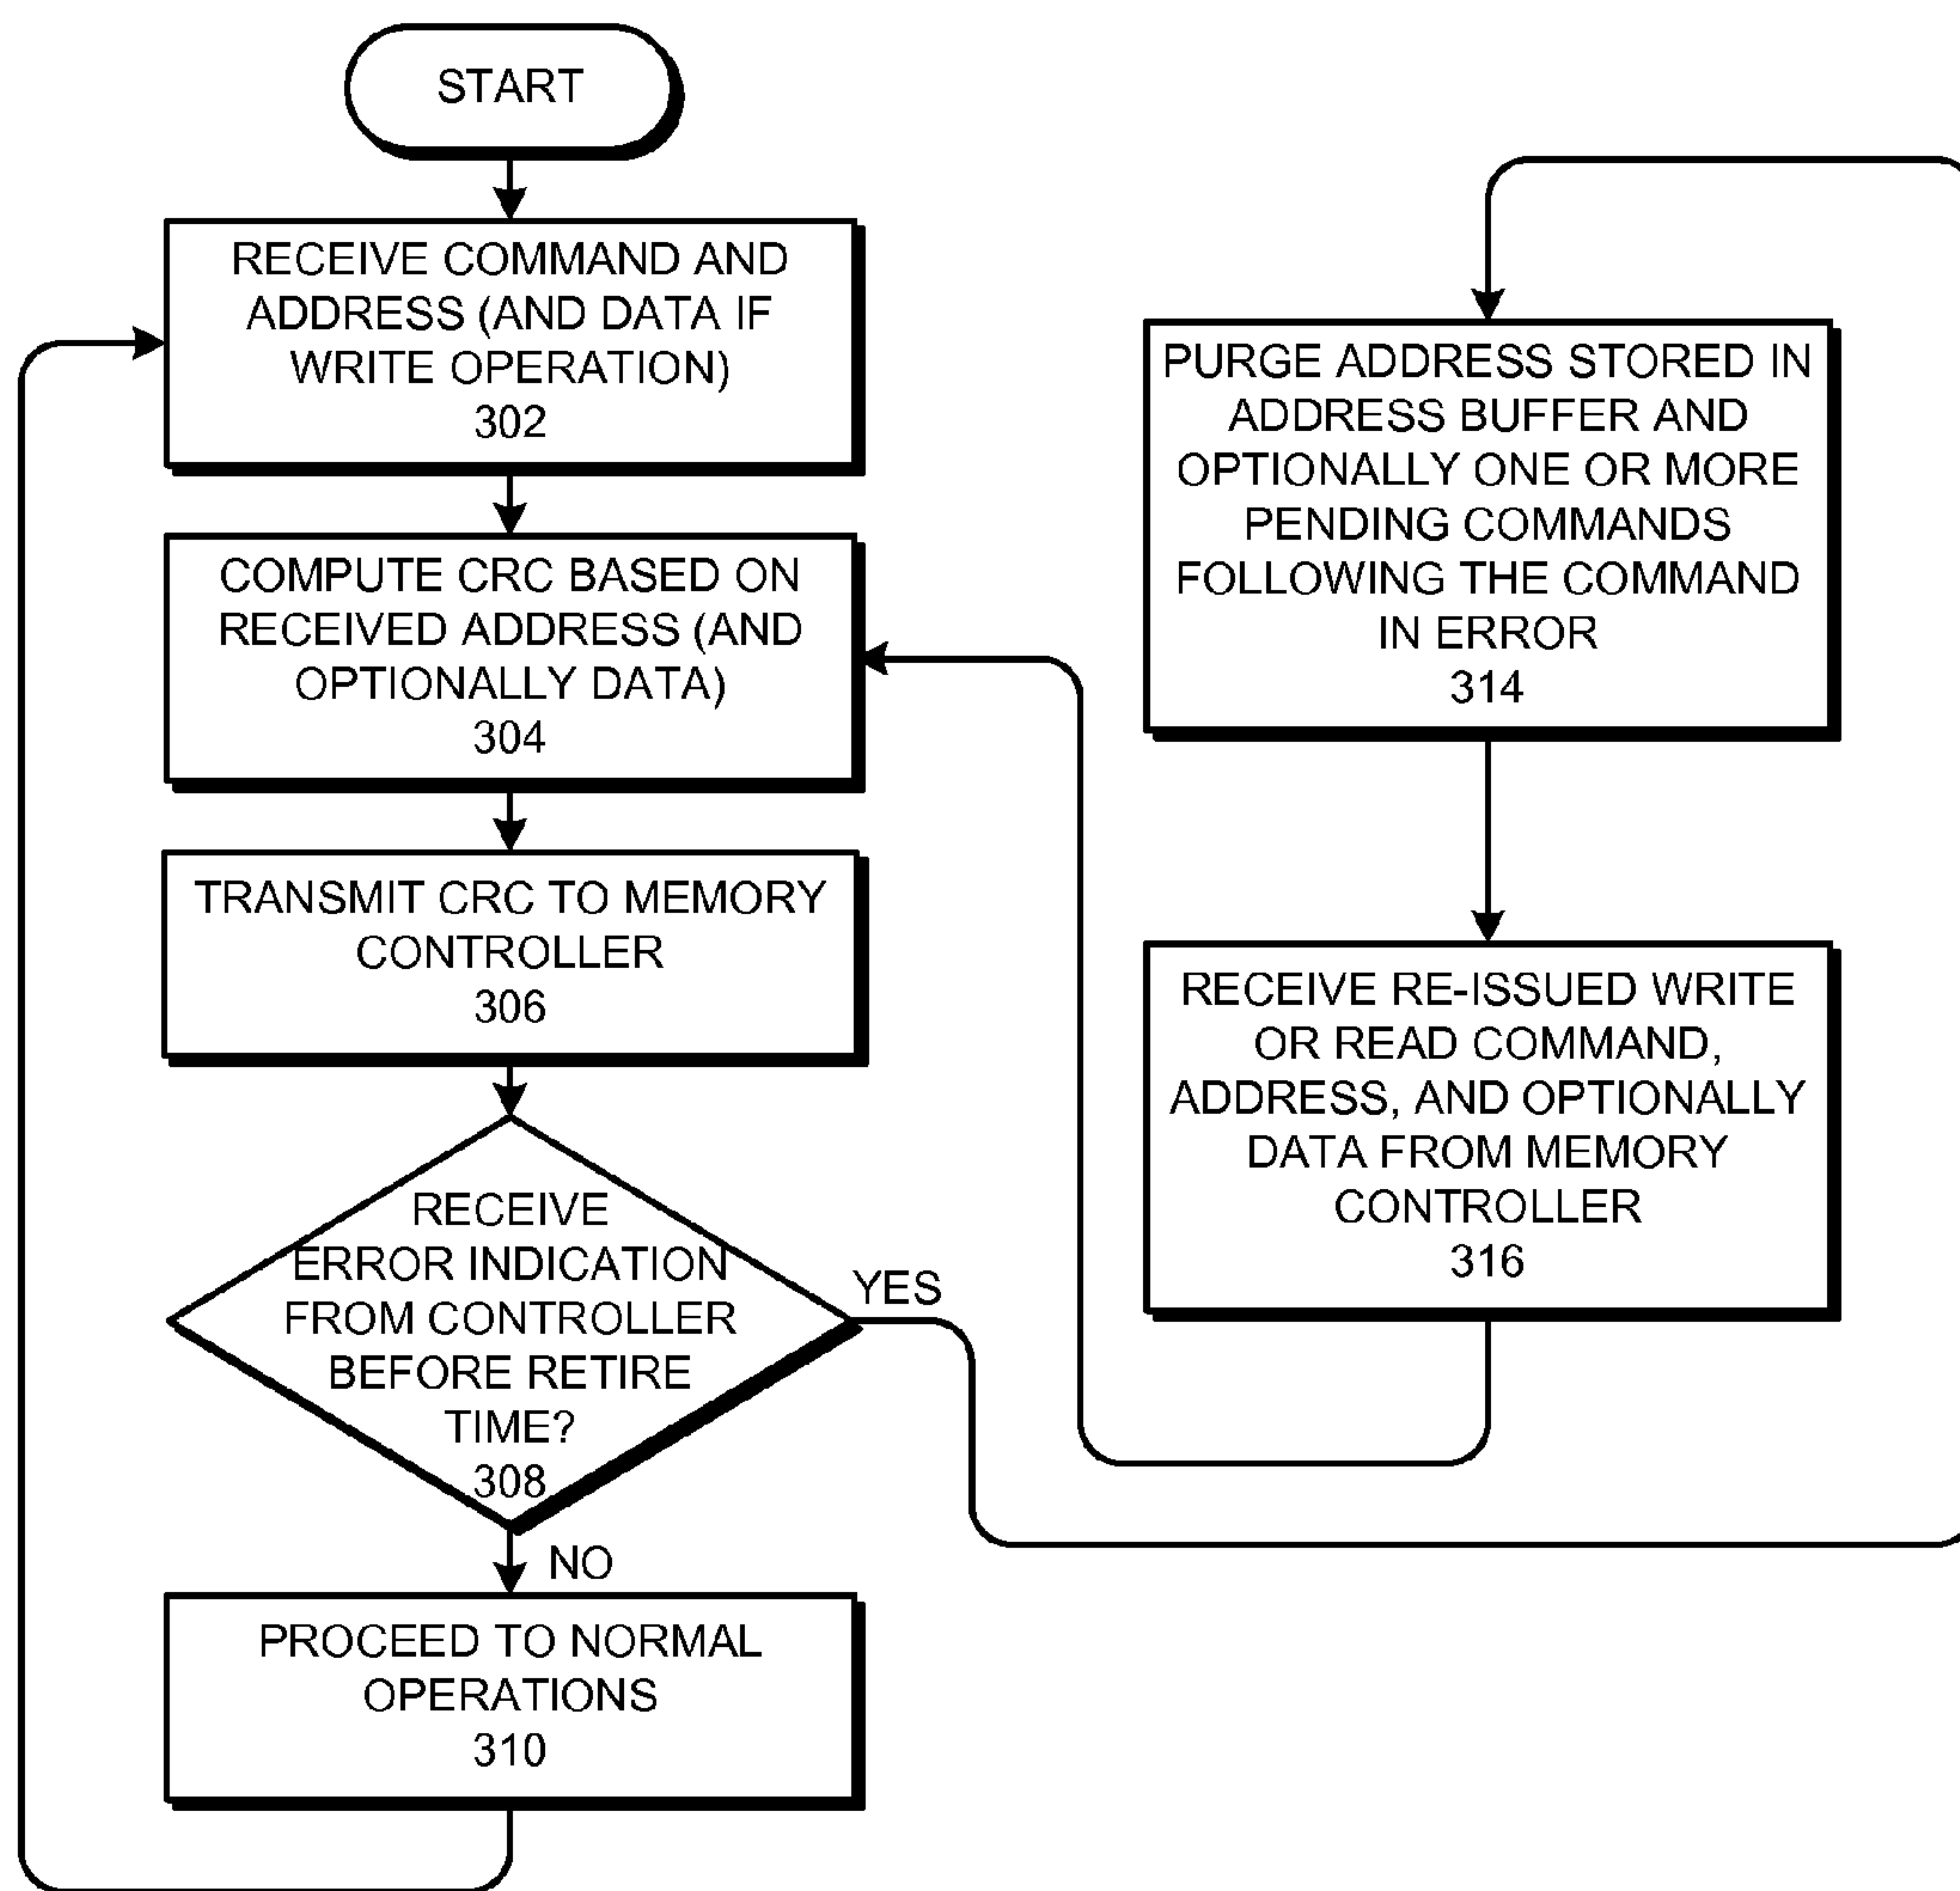 START
RECEIVE COMMAND AND
ADDRESS (AND DATA IF
WRITE OPERATION)
302
COMPUTE CRC BASED ON
RECEIVED ADDRESS (AND
OPTIONALLY DATA)
304
TRANSMIT CRC TO MEMORY
CONTROLLER
306
RECEIVE
ERROR INDICATION
FROM CONTROLLER
BEFORE RETIRE
TIME?
308
YES
NO
PROCEED TO NORMAL
OPERATIONS
310
PURGE ADDRESS STORED IN
ADDRESS BUFFER AND
OPTIONALLY ONE OR MORE
PENDING COMMANDS
FOLLOWING THE COMMAND
IN ERROR
314
RECEIVE RE-ISSUED WRITE
OR READ COMMAND,
ADDRESS, AND OPTIONALLY
DATA FROM MEMORY
CONTROLLER
316